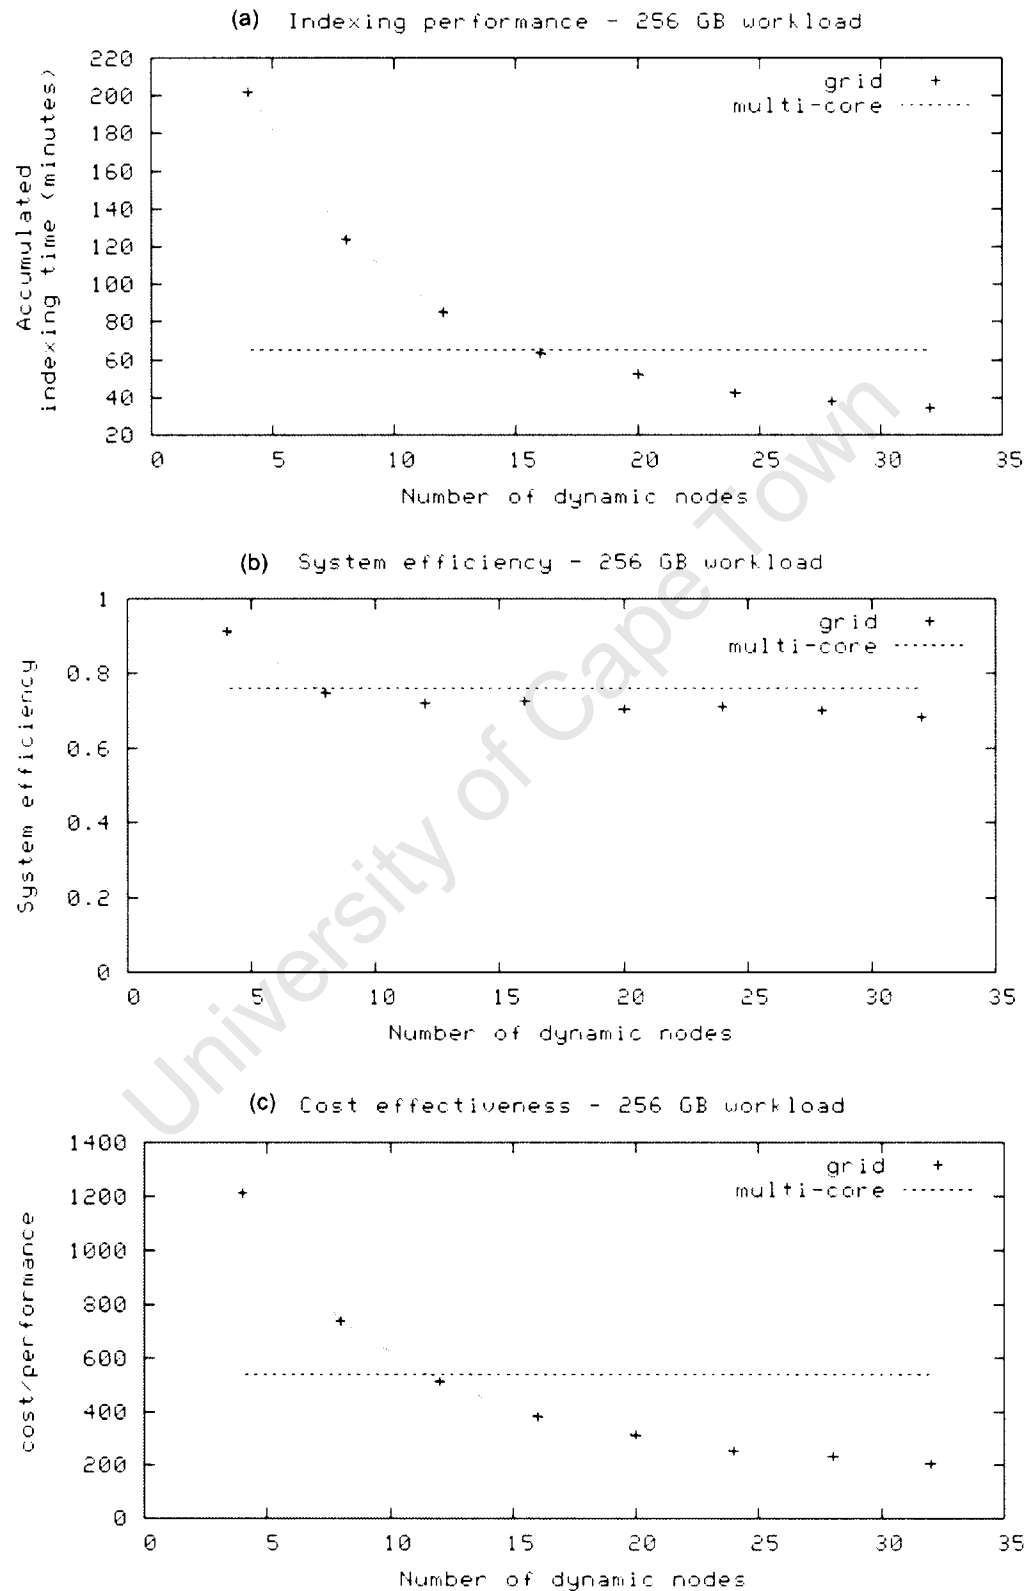 (a) Indexing performance - 256 GB workload
220
200
180
160
140
120
100
80
60
40
20
Accumulated
indexing time (minutes)
grid +
multi-core
0 5 10 15 20 25 30 35
Number of dynamic nodes
(b) System efficiency - 256 GB workload
1
0.8
0.6
0.4
0.2
0
System efficiency
grid +
multi-core
0 5 10 15 20 25 30 35
Number of dynamic nodes
(c) Cost effectiveness - 256 GB workload
1400
1200
1000
800
600
400
200
0
cost/performance
grid +
multi-core
0 5 10 15 20 25 30 35
Number of dynamic nodes
University of Cape Town